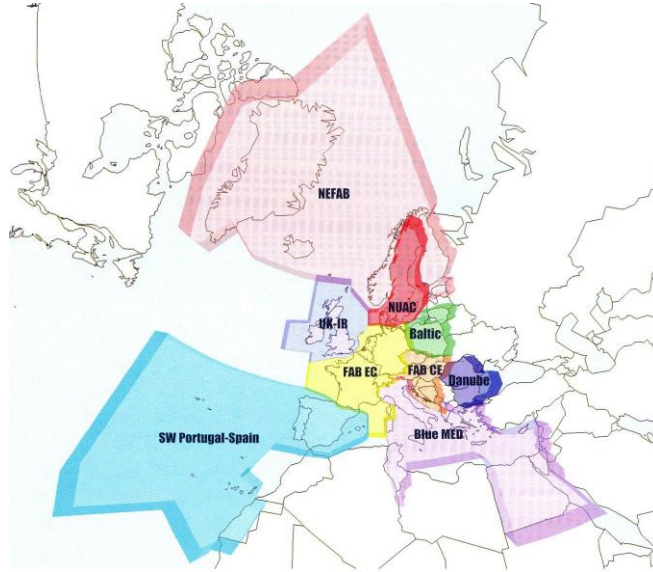 NEFAB
NUAC
UK-IR
Baltic
FAB EC
FAB CE
Danube
SW Portugal-Spain
Blue MED